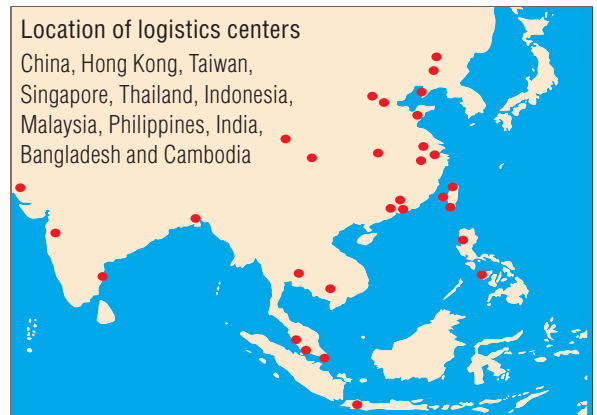 Location of logistics centers
China, Hong Kong, Taiwan,
Singapore, Thailand, Indonesia,
Malaysia, Philippines, India,
Bangladesh and Cambodia